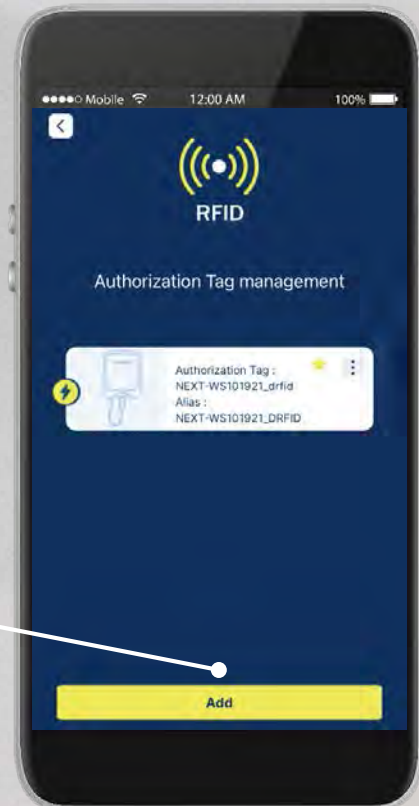 Mobile 12:00 AM 100%
RFID
Authorization Tag management
Authorization Tag :
NEXT-WS101921_drfid
Alias :
NEXT-WS101921_DRFID
Add